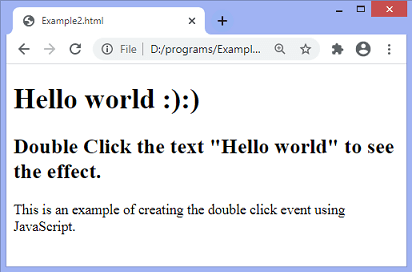 Example2.html
File | D:/programs/Exampl...
Hello world :):)
Double Click the text "Hello world" to see
the effect.
This is an example of creating the double click event using
JavaScript.